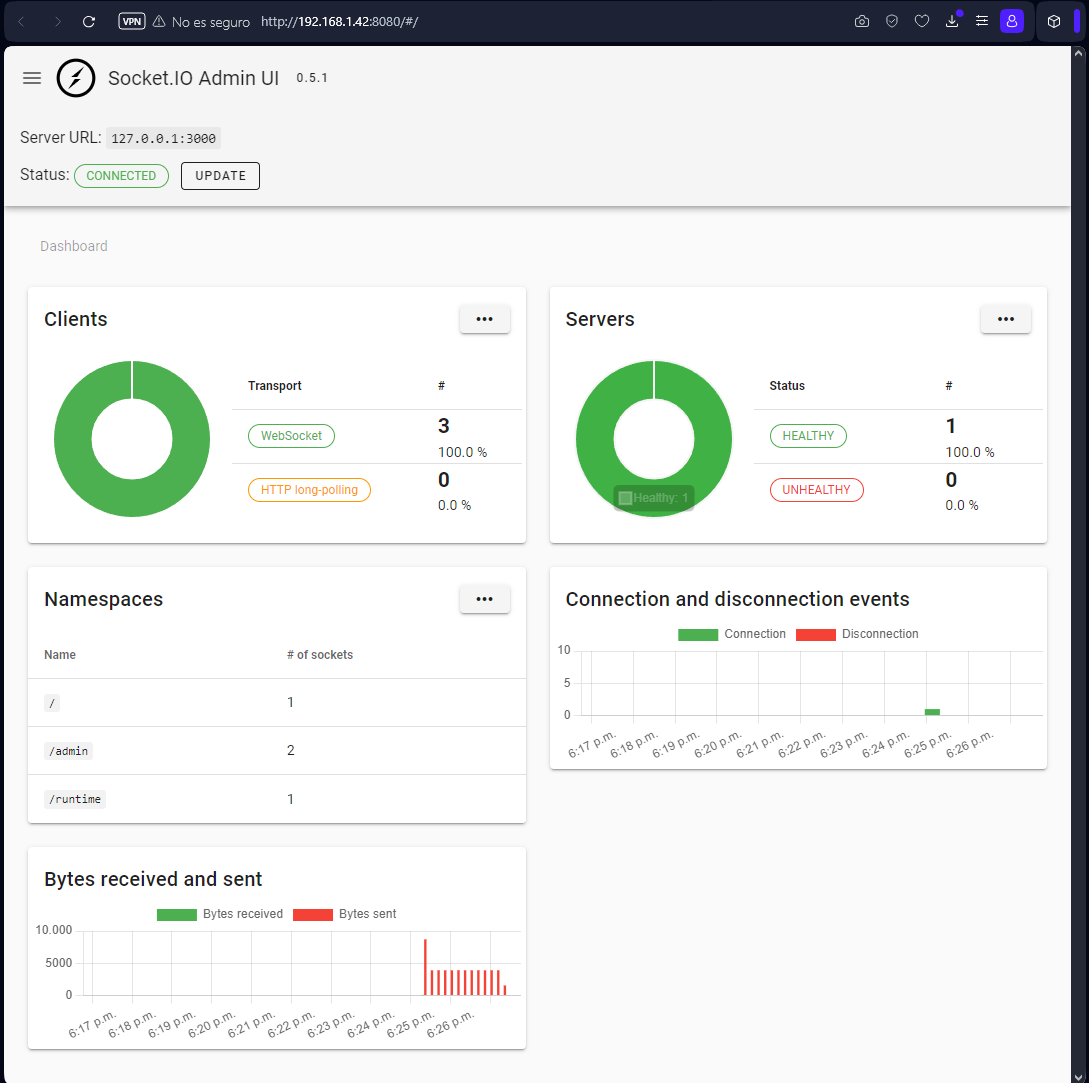 VPN No es seguro http://192.168.1.42:8080/#/
Socket.IO Admin UI 0.5.1
Server URL: 127.0.0.1:3000
Status: CONNECTED UPDATE
Dashboard
Clients
Transport #
WebSocket 3
100.0 %
HTTP long-polling 0
0.0 %
Servers
Status #
HEALTHY 1
100.0 %
UNHEALTHY 0
0.0 %
Healthy: 1
Namespaces
Name # of sockets
/ 1
/admin 2
/runtime 1
Connection and disconnection events
Connection Disconnection
10
5
0
6:17 p.m. 6:18 p.m. 6:19 p.m. 6:20 p.m. 6:21 p.m. 6:22 p.m. 6:23 p.m. 6:24 p.m. 6:25 p.m. 6:26 p.m.
Bytes received and sent
Bytes received Bytes sent
10.000
5000
0
6:17 p.m. 6:18 p.m. 6:19 p.m. 6:20 p.m. 6:21 p.m. 6:22 p.m. 6:23 p.m. 6:24 p.m. 6:25 p.m. 6:26 p.m.